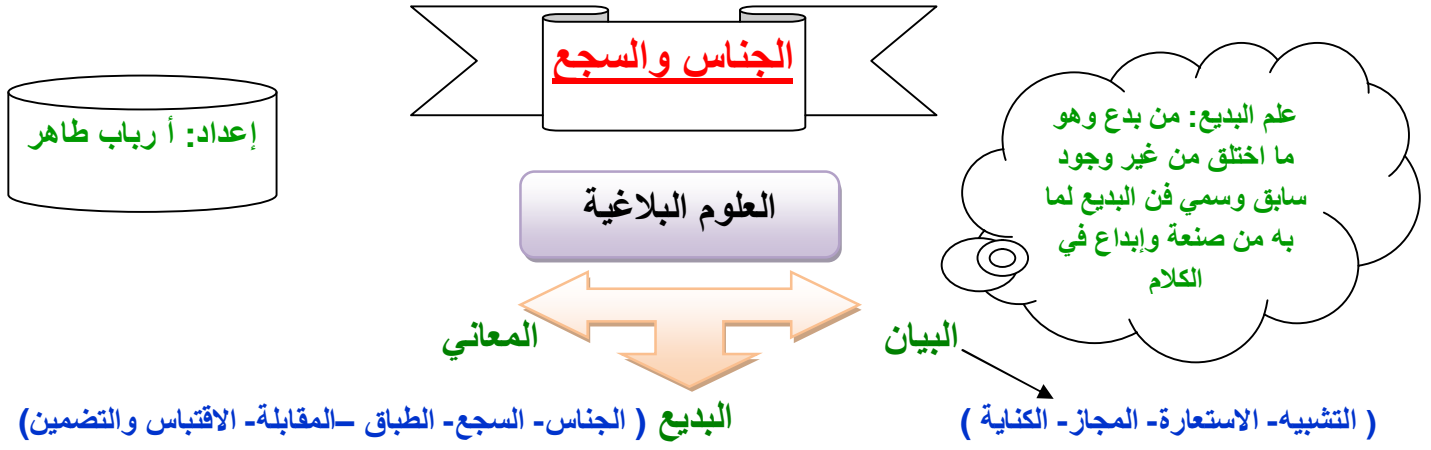 الجناس والسجع
علم البديع: من بدع وهو
ما اختلق من غير وجود
سابق وسمي فن البديع لما
به من صنعة وإبداع في
الكلام
إعداد: أ رباب طاهر
العلوم البلاغية
البيان
المعاني
( التشبيه- الاستعارة- المجاز- الكناية )
البديع ( الجناس- السجع- الطباق –المقابلة- الاقتباس والتضمين)